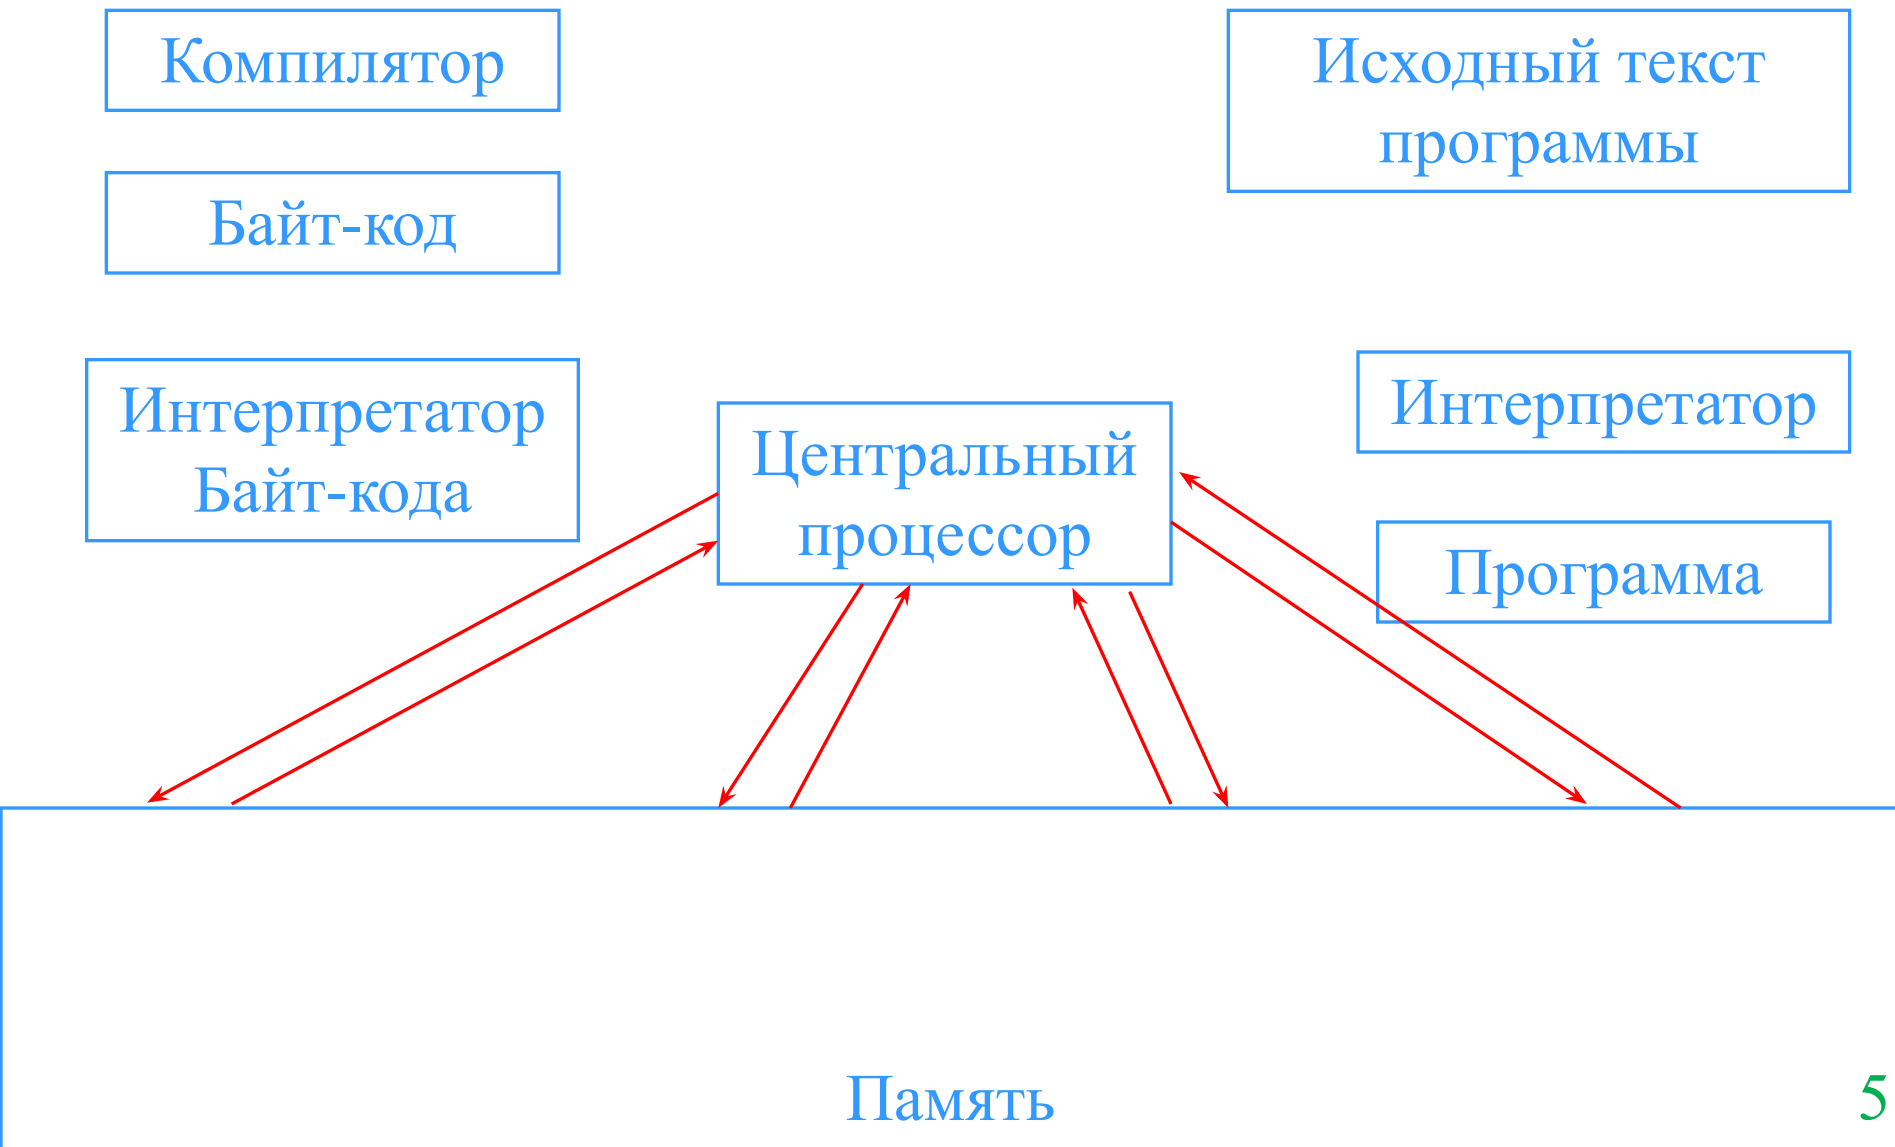 Компилятор
Исходный текст
программы
Байт-код
Интерпретатор
Байт-кода
Центральный
процессор
Интерпретатор
Программа
Память
5